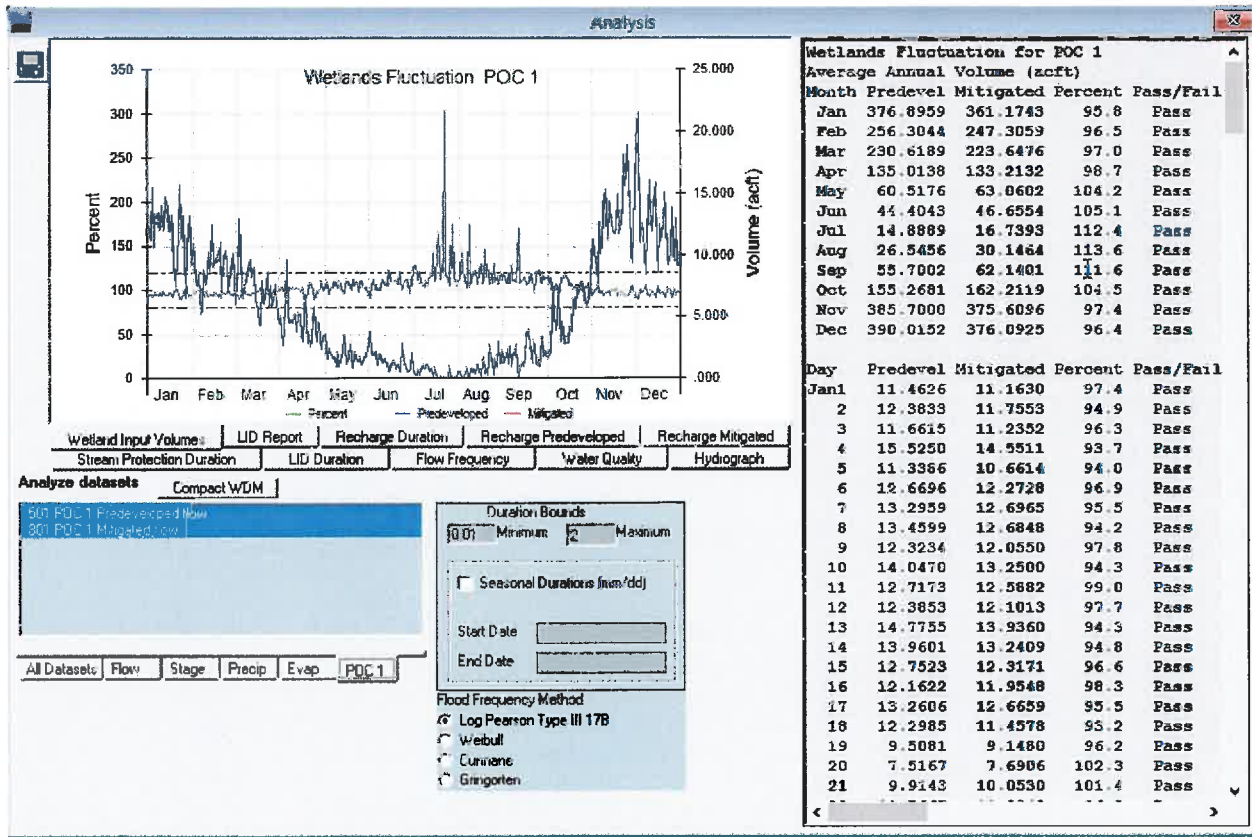 Analysis
Wetlands Fluctuation POC 1
350
300
250
200
150
100
50
0
Percent
25.000
20.000
15.000
10.000
5.000
.000
Volume (acft)
Jan Feb Mar Apr May Jun Jul Aug Sep Oct Nov Dec
Percent Predeveloped Mitigated
Wetland Input Volumes LID Report Recharge Duration Recharge Predeveloped Recharge Mitigated
Stream Protection Duration LID Duration Flow Frequency Water Quality Hydrograph
Analyze datasets Compact WDM
501 POC 1 Predeveloped flow
801 POC 1 Mitigated flow
All Datasets Flow Stage Precip Evap POC 1
Duration Bounds
0.01 Minimum 2 Maximum
Seasonal Durations (mm/dd)
Start Date
End Date
Flood Frequency Method
Log Pearson Type III 17B
Weibull
Cunnane
Gringorten
Wetlands Fluctuation for POC 1
Average Annual Volume (acft)
Month Predevel Mitigated Percent Pass/Fail
Jan 376.8959 361.1743 95.8 Pass
Feb 256.3044 247.3059 96.5 Pass
Mar 230.6189 223.6476 97.0 Pass
Apr 135.0138 133.2132 98.7 Pass
May 60.5176 63.0602 104.2 Pass
Jun 44.4043 46.6554 105.1 Pass
Jul 14.8889 16.7393 112.4 Pass
Aug 26.5456 30.1464 113.6 Pass
Sep 55.7002 62.1401 111.6 Pass
Oct 155.2681 162.2119 104.5 Pass
Nov 385.7000 375.6096 97.4 Pass
Dec 390.0152 376.0925 96.4 Pass
Day Predevel Mitigated Percent Pass/Fail
Jan1 11.4626 11.1630 97.4 Pass
2 12.3833 11.7553 94.9 Pass
3 11.6615 11.2352 96.3 Pass
4 15.5250 14.5511 93.7 Pass
5 11.3386 10.6614 94.0 Pass
6 12.6696 12.2728 96.9 Pass
7 13.2959 12.6965 95.5 Pass
8 13.4599 12.6848 94.2 Pass
9 12.3234 12.0550 97.8 Pass
10 14.0470 13.2500 94.3 Pass
11 12.7173 12.5882 99.0 Pass
12 12.3853 12.1013 97.7 Pass
13 14.7755 13.9360 94.3 Pass
14 13.9601 13.2409 94.8 Pass
15 12.7523 12.3171 96.6 Pass
16 12.1622 11.9548 98.3 Pass
17 13.2606 12.6659 95.5 Pass
18 12.2985 11.4578 93.2 Pass
19 9.5081 9.1480 96.2 Pass
20 7.5167 7.6906 102.3 Pass
21 9.9143 10.0530 101.4 Pass